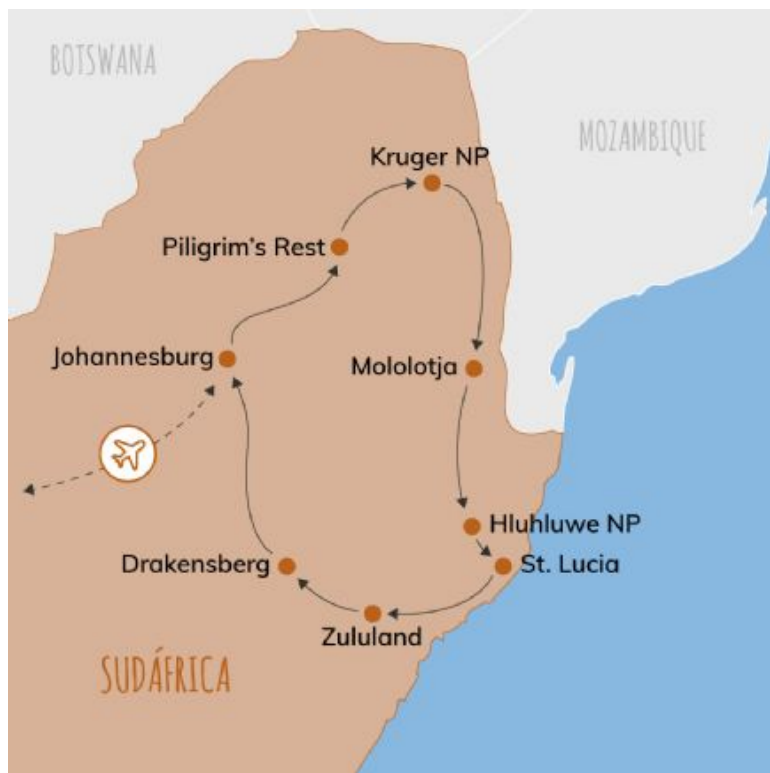 BOTSWANA
MOZAMBIQUE
Kruger NP
Piligrim's Rest
Johannesburg
Mololotja
Hluhluwe NP
St. Lucia
Drakensberg
Zululand
SUDÁFRICA